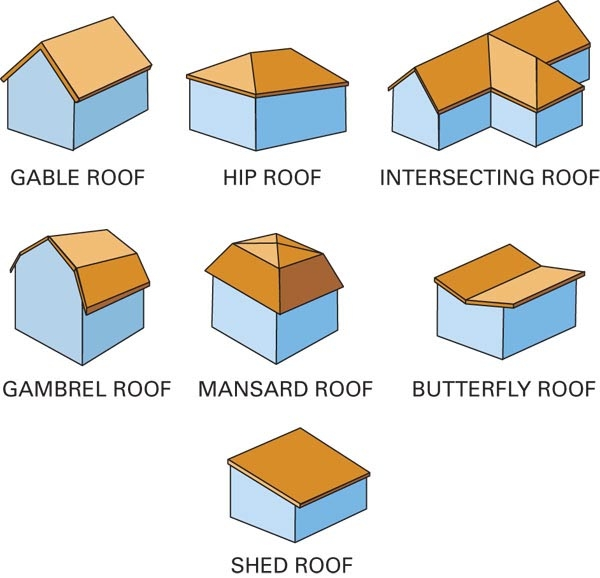 GABLE ROOF
HIP ROOF
INTERSECTING ROOF
GAMBREL ROOF
MANSARD ROOF
BUTTERFLY ROOF
SHED ROOF